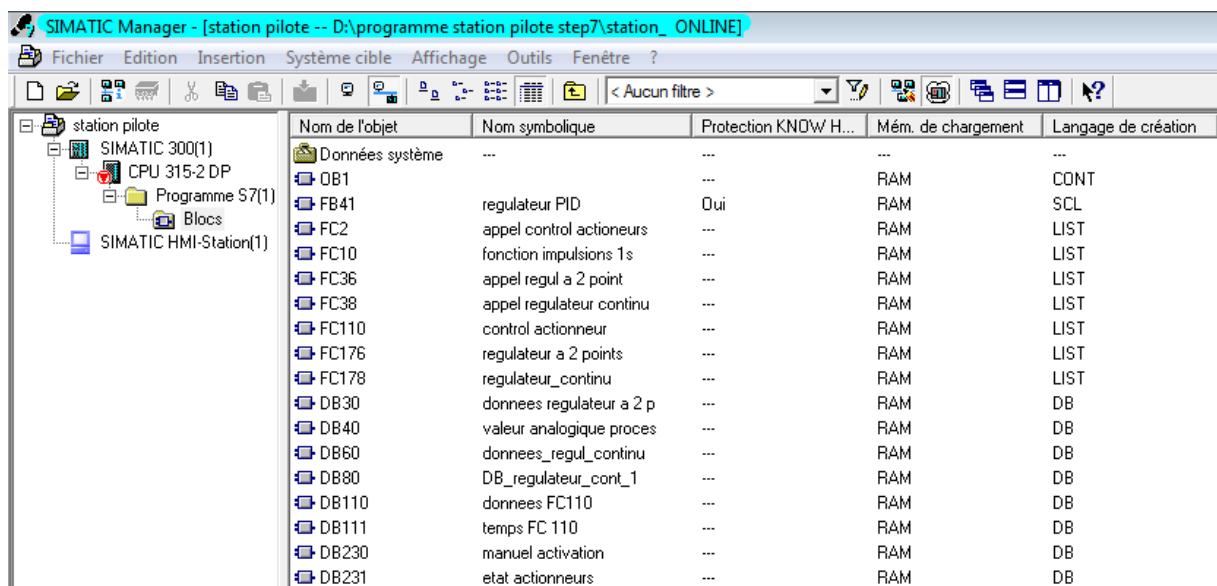 SIMATIC Manager - [station pilote -- D:\programme station pilote step7\station_ ONLINE]
Fichier Edition Insertion Système cible Affichage Outils Fenêtre ?
< Aucun filtre >
station pilote
SIMATIC 300(1)
CPU 315-2 DP
Programme S7(1)
Blocs
SIMATIC HMI-Station(1)
Nom de l'objet Nom symbolique Protection KNOW H... Mém. de chargement Langage de création
Données système --- --- --- ---
OB1 --- RAM CONT
FB41 regulateur PID Oui RAM SCL
FC2 appel control actioneurs --- RAM LIST
FC10 fonction impulsions 1s --- RAM LIST
FC36 appel regul a 2 point --- RAM LIST
FC38 appel regulateur continu --- RAM LIST
FC110 control actionneur --- RAM LIST
FC176 regulateur a 2 points --- RAM LIST
FC178 regulateur_continu --- RAM LIST
DB30 donnees regulateur a 2 p --- RAM DB
DB40 valeur analogique proces --- RAM DB
DB60 donnees_regul_continu --- RAM DB
DB80 DB_regulateur_cont_1 --- RAM DB
DB110 donnees FC110 --- RAM DB
DB111 temps FC 110 --- RAM DB
DB230 manuel activation --- RAM DB
DB231 etat actionneurs --- RAM DB